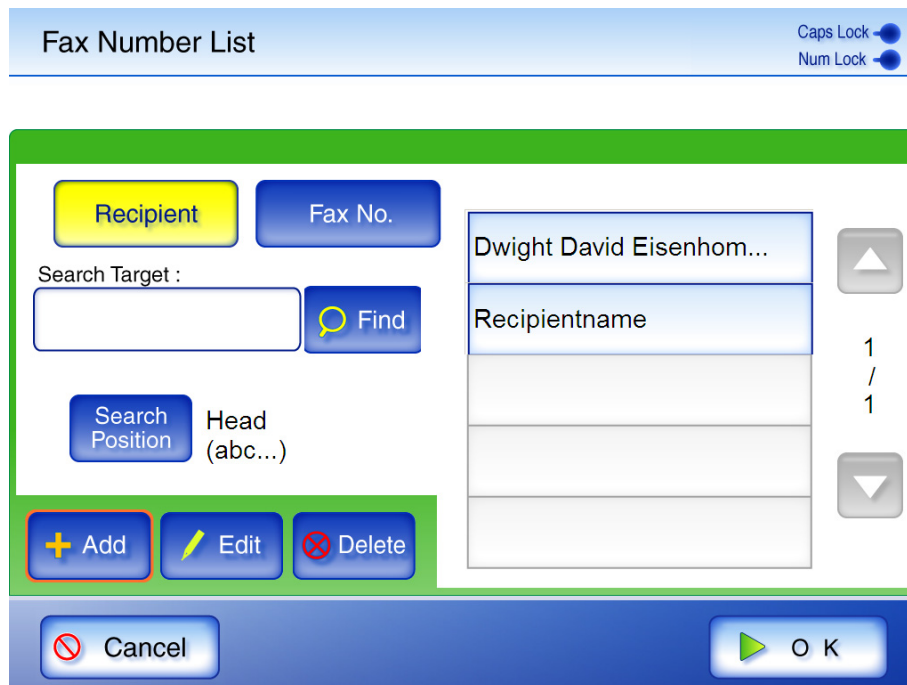 Fax Number List
Caps Lock
Num Lock
Recipient
Fax No.
Search Target :
Find
Search
Position
Head
(abc...)
Dwight David Eisenhom...
Recipientname
1
/
1
Add
Edit
Delete
Cancel
O K